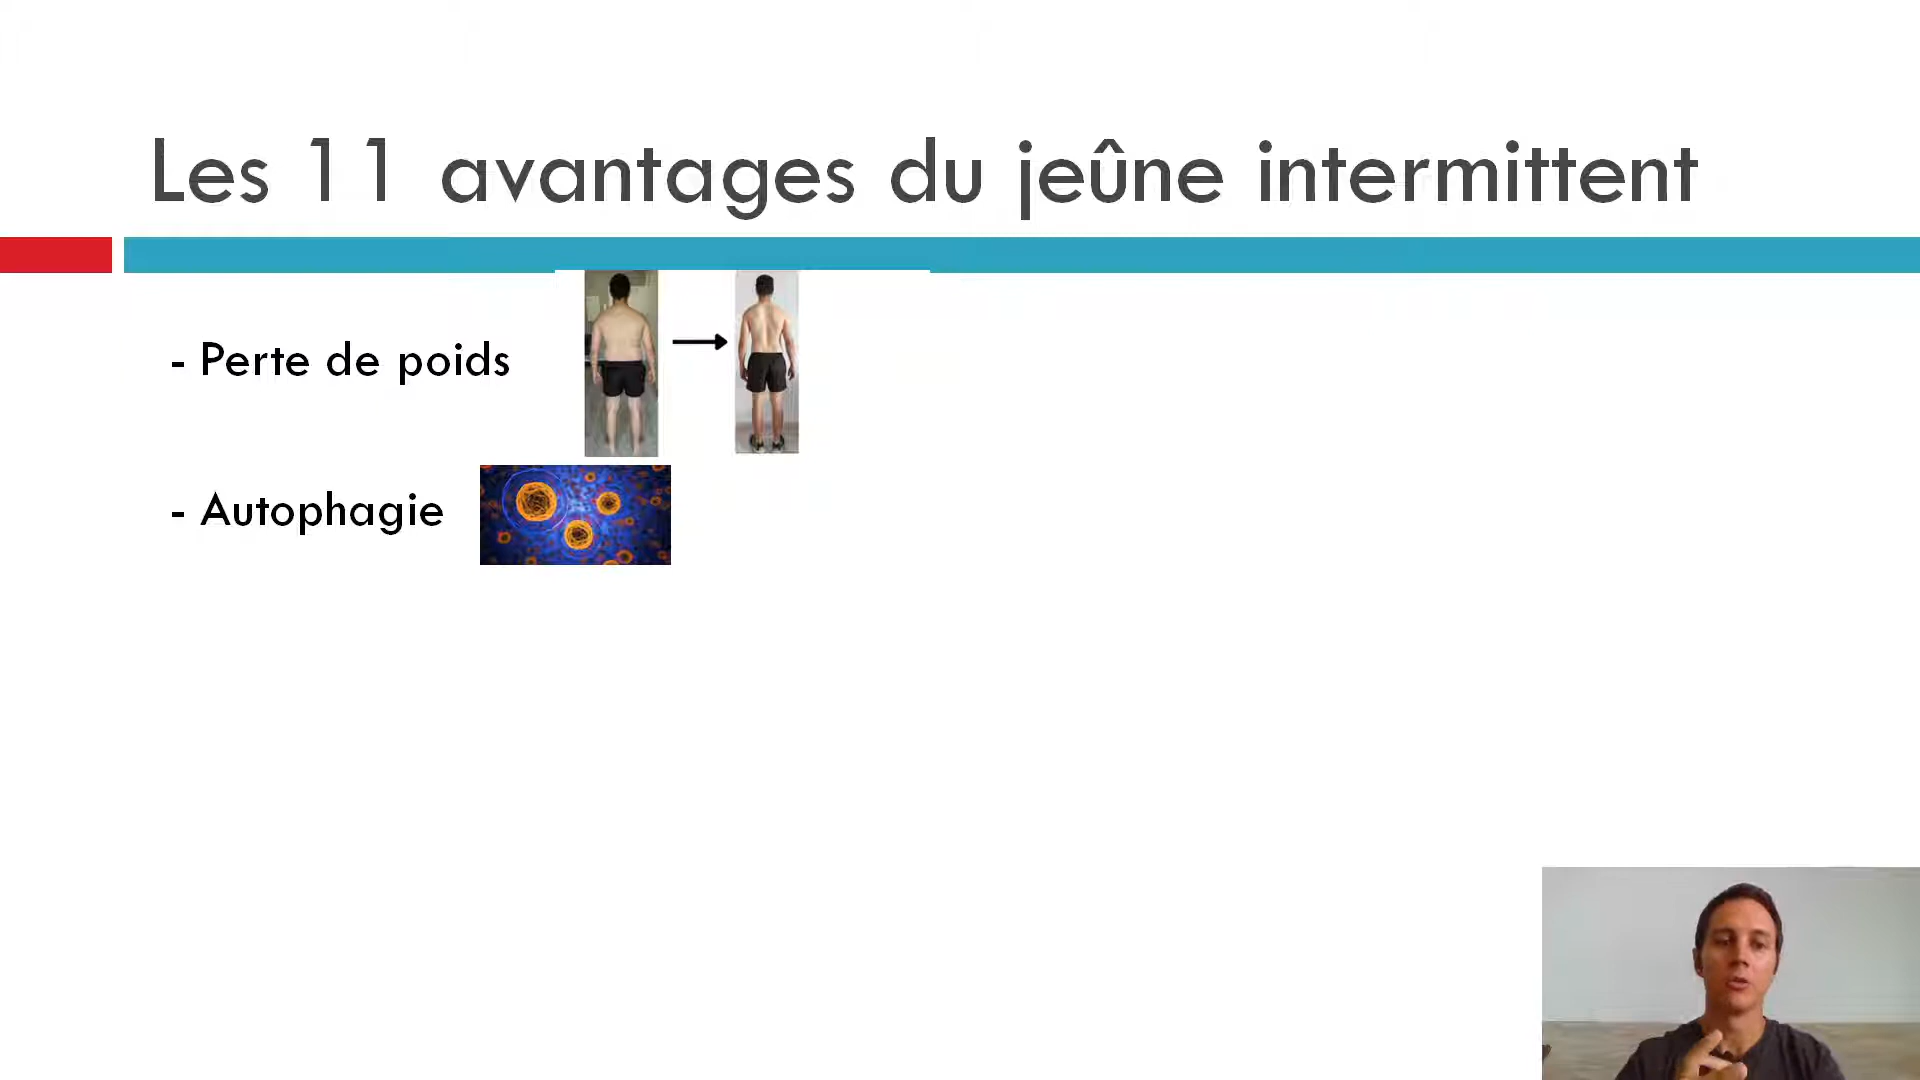 Les 11 avantages du jeûne intermittent
- Perte de poids
- Autophagie